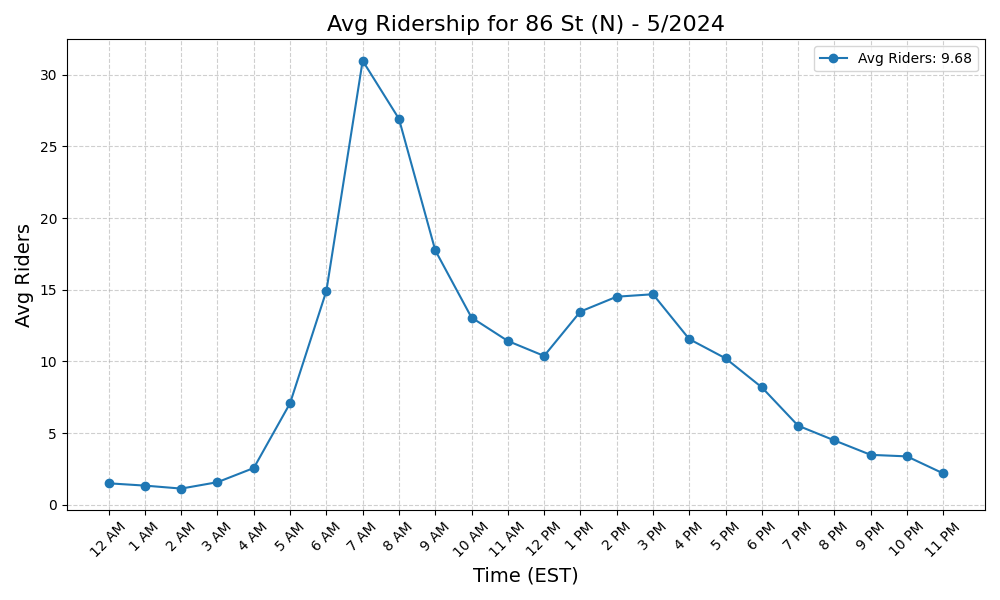 Avg Ridership for 86 St (N) - 5/2024
Avg Riders: 9.68
Avg Riders
30
25
20
15
10
5
0
12 AM
1 AM
2 AM
3 AM
4 AM
5 AM
6 AM
7 AM
8 AM
9 AM
10 AM
11 AM
12 PM
1 PM
2 PM
3 PM
4 PM
5 PM
6 PM
7 PM
8 PM
9 PM
10 PM
11 PM
Time (EST)